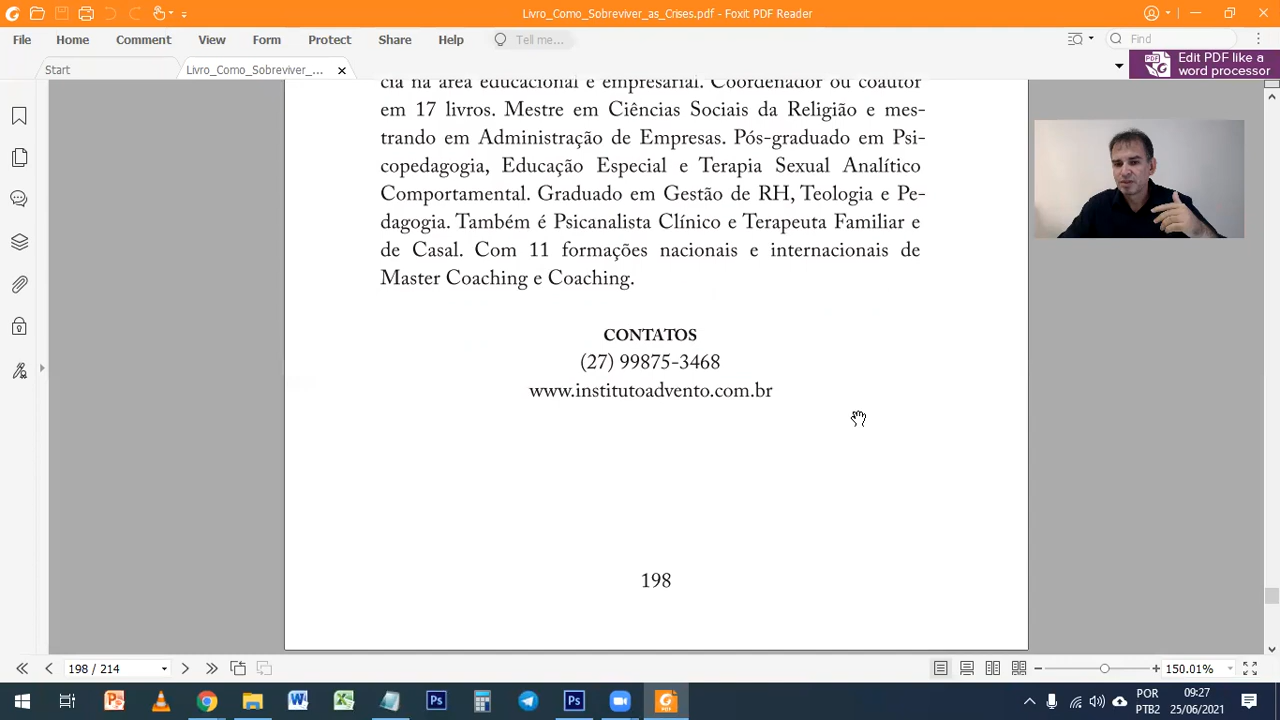 Livro_Como_Sobreviver_as_Crises.pdf - Foxit PDF Reader
File Home Comment View Form Protect Share Help Tell me... Find
Start Livro_Como_Sobreviver_... Edit PDF like a
word processor
cia na área educacional e empresarial. Coordenador ou coautor
em 17 livros. Mestre em Ciências Sociais da Religião e mes-
trando em Administração de Empresas. Pós-graduado em Psi-
copedagogia, Educação Especial e Terapia Sexual Analítico
Comportamental. Graduado em Gestão de RH, Teologia e Pe-
dagogia. Também é Psicanalista Clínico e Terapeuta Familiar e
de Casal. Com 11 formações nacionais e internacionais de
Master Coaching e Coaching.
CONTATOS
(27) 99875-3468
www.institutoadvento.com.br
198
198 / 214 150.01%
POR 09:27
PTB2 25/06/2021